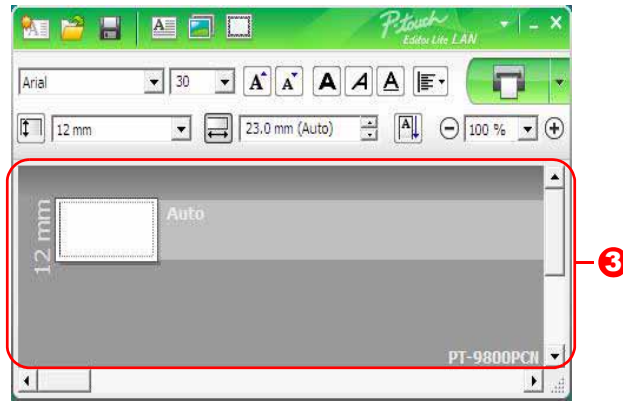 P-touch
Editor Lite LAN
Arial 30 A A A A A
12 mm 23.0 mm (Auto) A 100 %
12 mm
Auto
3
PT-9800PCN